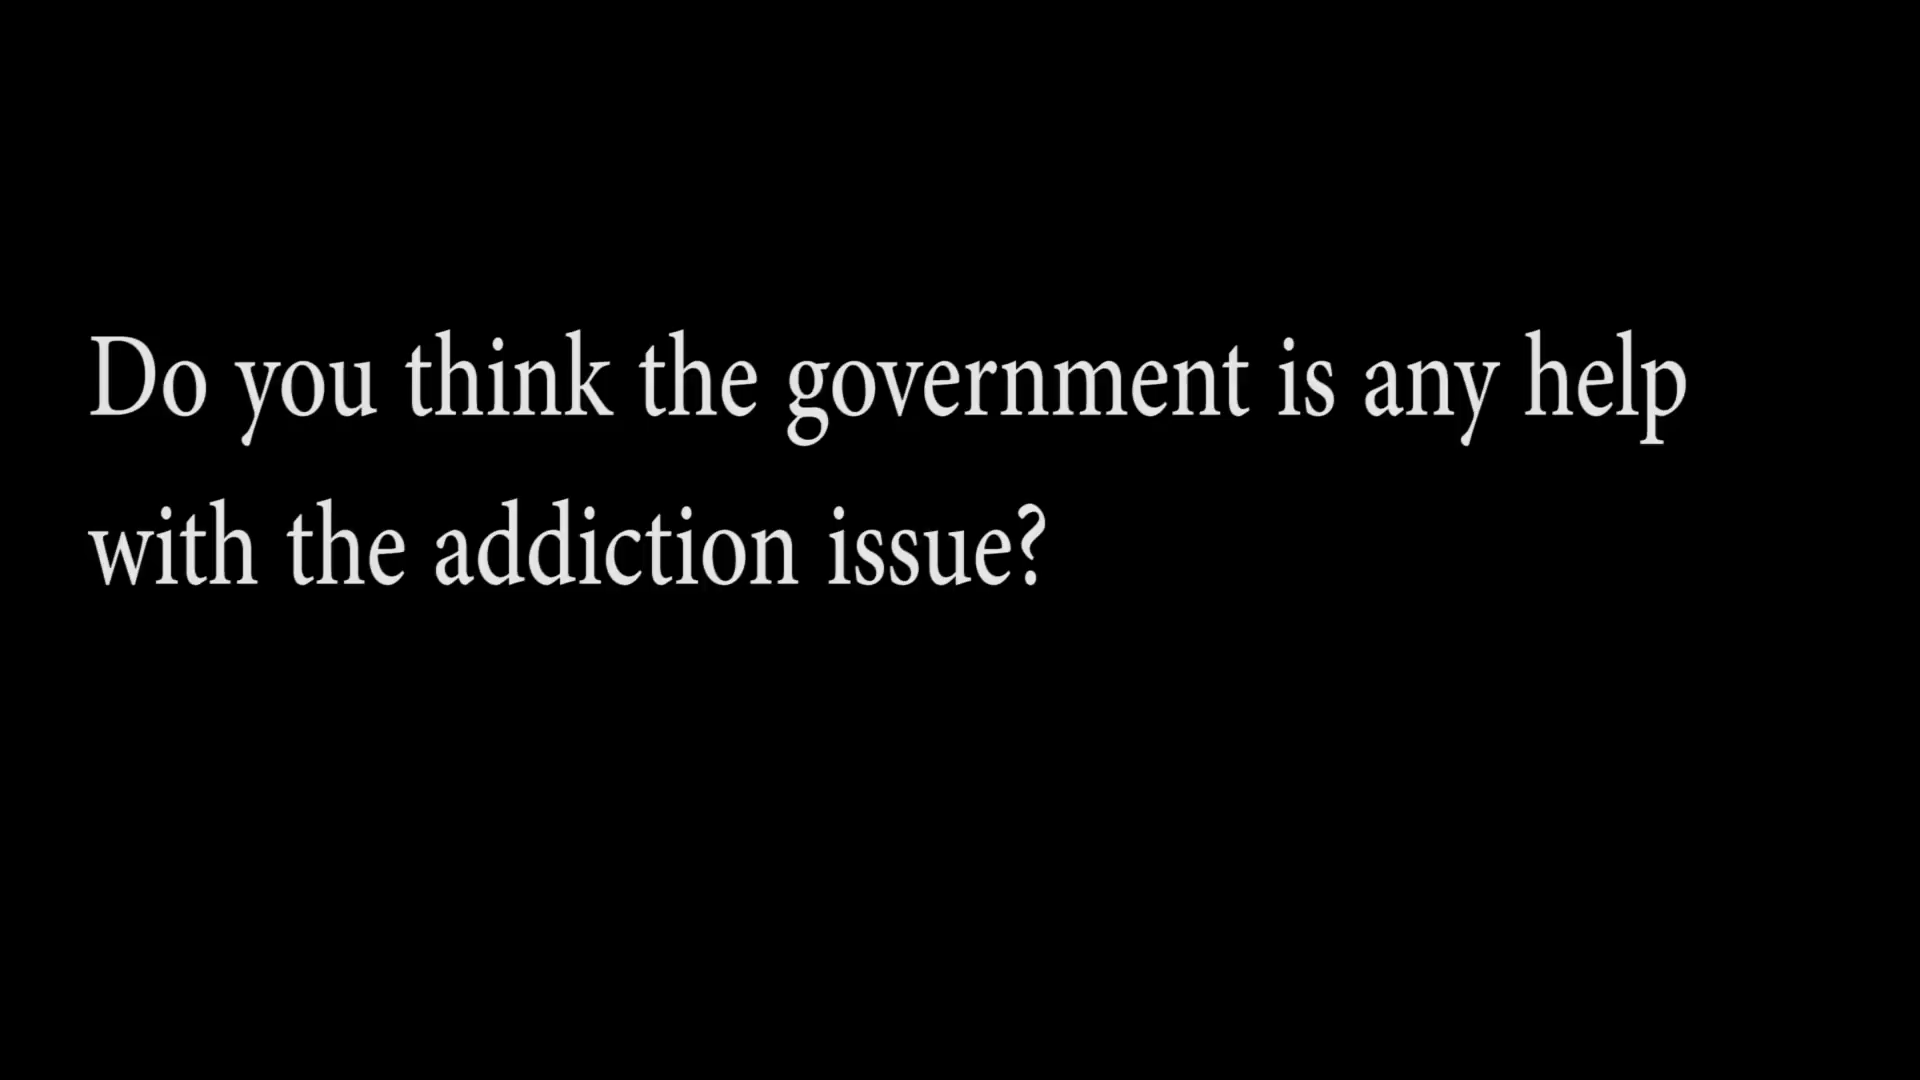 Do you think the government is any help
with the addiction issue?